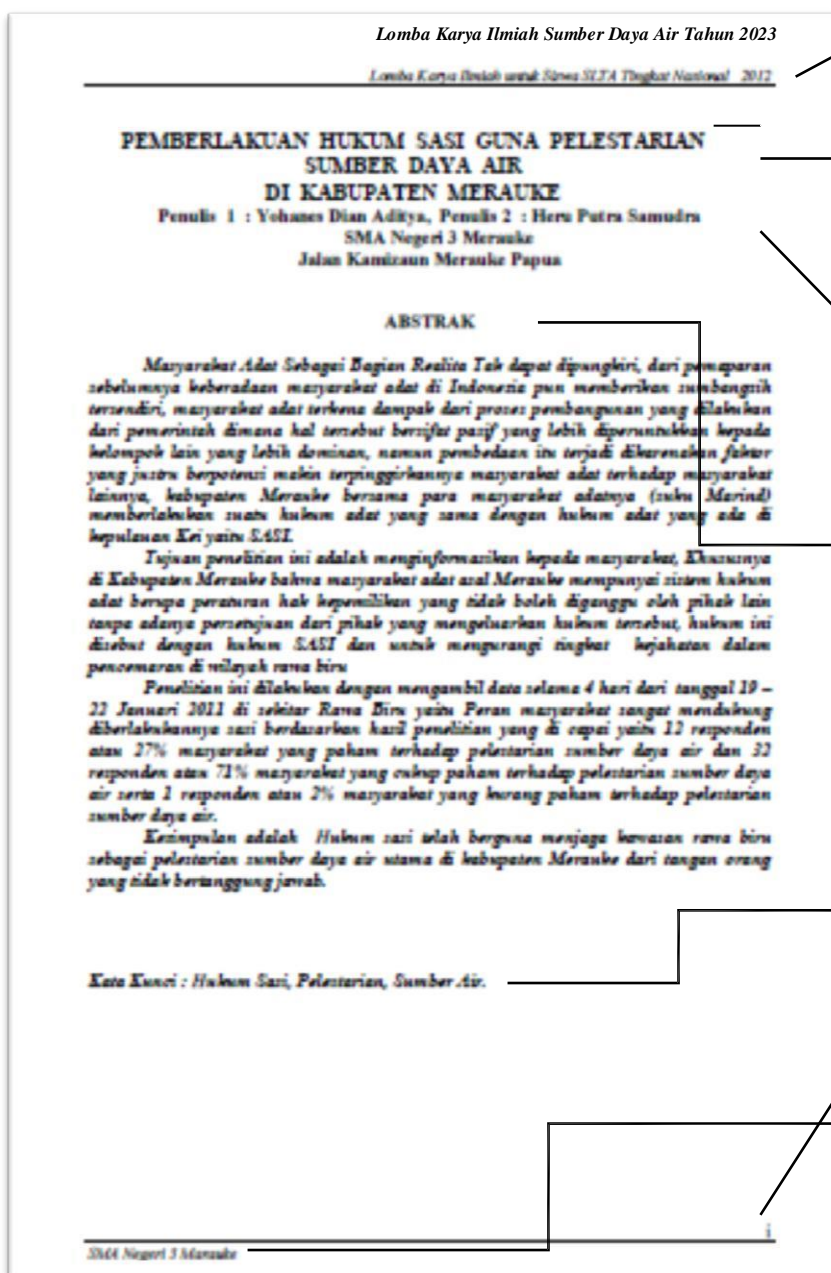 Lomba Karya Ilmiah Sumber Daya Air Tahun 2023
Lomba Karya Ilmiah untuk Siswa SLTA Tingkat Nasional 2012
PEMBERLAKUAN HUKUM SASI GUNA PELESTARIAN
SUMBER DAYA AIR
DI KABUPATEN MERAUKE
Penulis 1 : Yohanes Dian Aditya, Penulis 2 : Heru Putra Samudra
SMA Negeri 3 Merauke
Jalan Kamizaun Merauke Papua
ABSTRAK
Masyarakat Adat Sebagai Bagian Realita Tak dapat dipungkiri, dari pemaparan
sebelumnya keberadaan masyarakat adat di Indonesia pun memberikan sumbangsih
tersendiri, masyarakat adat terkena dampak dari proses pembangunan yang dilakukan
dari pemerintah dimana hal tersebut bersifat pasif yang lebih diperuntukkan kepada
kelompok lain yang lebih dominan, namun pembedaan itu terjadi dikarenakan faktor
yang justru berpotensi makin terpinggirkannya masyarakat adat terhadap masyarakat
lainnya, kabupaten Merauke bersama para masyarakat adatnya (suku Marind)
memberlakukan suatu hukum adat yang sama dengan hukum adat yang ada di
kepulauan Kei yaitu SASI.
Tujuan penelitian ini adalah menginformasikan kepada masyarakat, Khususnya
di Kabupaten Merauke bahwa masyarakat adat asal Merauke mempunyai sistem hukum
adat berupa peraturan hak kepemilikan yang tidak boleh diganggu oleh pihak lain
tanpa adanya persetujuan dari pihak yang mengeluarkan hukum tersebut, hukum ini
disebut dengan hukum SASI dan untuk mengurangi tingkat kejahatan dalam
pencemaran di wilayah rawa biru
Penelitian ini dilakukan dengan mengambil data selama 4 hari dari tanggal 19 –
22 Januari 2011 di sekitar Rawa Biru yaitu Peran masyarakat sangat mendukung
diberlakukannya sasi berdasarkan hasil penelitian yang di capai yaitu 12 responden
atau 27% masyarakat yang paham terhadap pelestarian sumber daya air dan 32
responden atau 71% masyarakat yang cukup paham terhadap pelestarian sumber daya
air serta 1 responden atau 2% masyarakat yang kurang paham terhadap pelestarian
sumber daya air.
Kesimpulan adalah Hukum sasi telah berguna menjaga kawasan rawa biru
sebagai pelestarian sumber daya air utama di kabupaten Merauke dari tangan orang
yang tidak bertanggung jawab.
Kata Kunci : Hukum Sasi, Pelestarian, Sumber Air.
i
SMA Negeri 3 Merauke